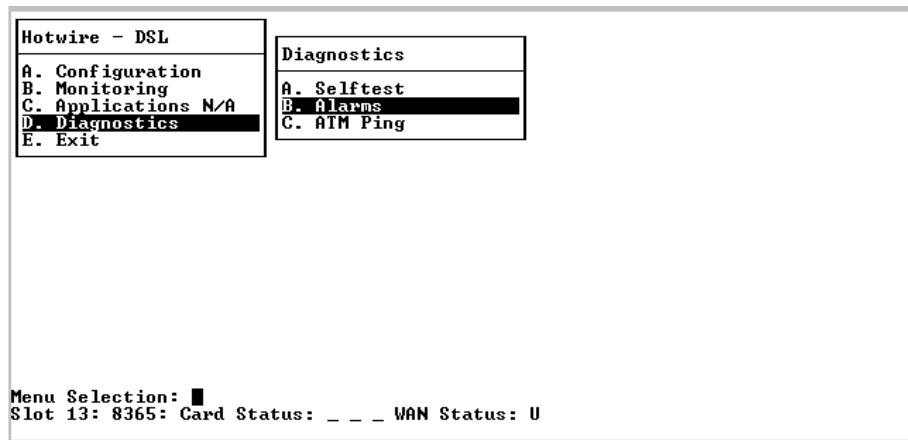 Hotwire - DSL
A. Configuration
B. Monitoring
C. Applications N/A
D. Diagnostics
E. Exit
Diagnostics
A. Selftest
B. Alarms
C. ATM Ping
Menu Selection:
Slot 13: 8365: Card Status: _ _ _ WAN Status: U